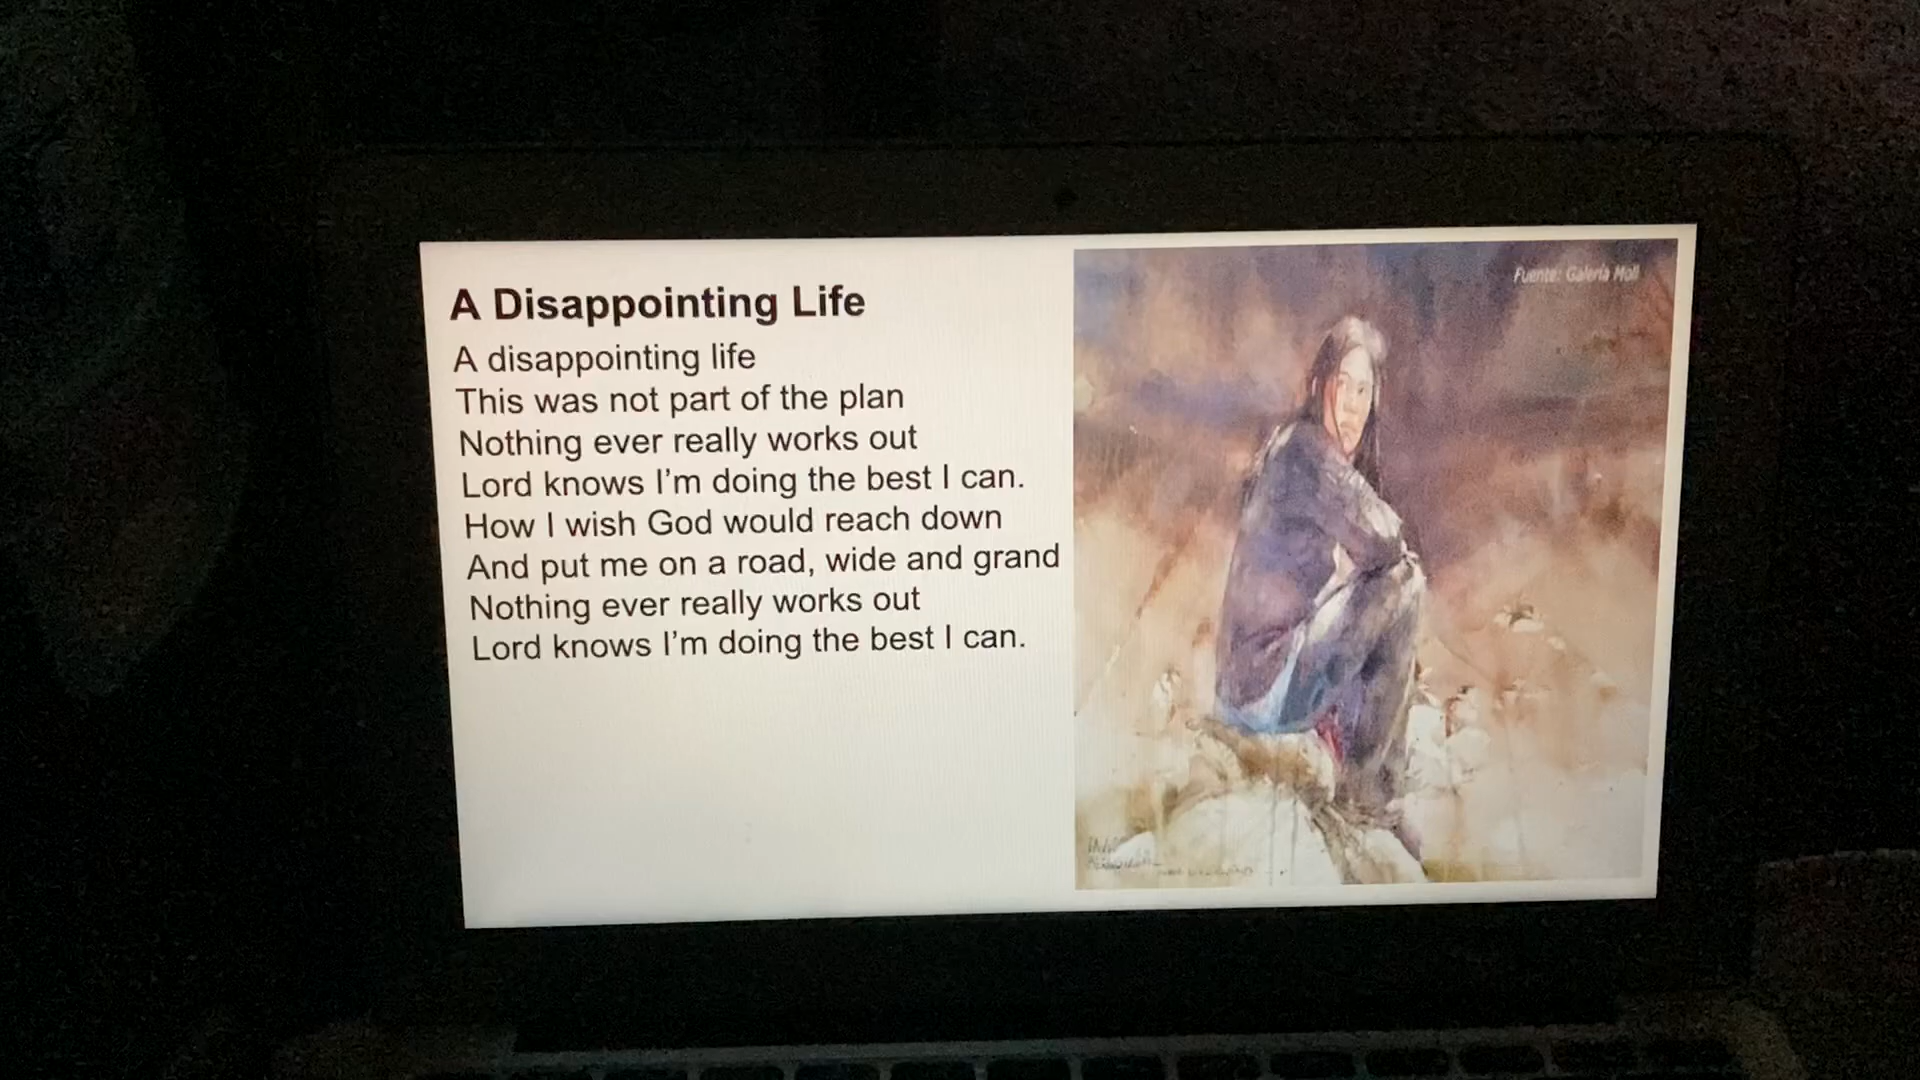 A Disappointing Life
A disappointing life
This was not part of the plan
Nothing ever really works out
Lord knows I'm doing the best I can.
How I wish God would reach down
And put me on a road, wide and grand
Nothing ever really works out
Lord knows I'm doing the best I can.
Fuente: Galería Moll